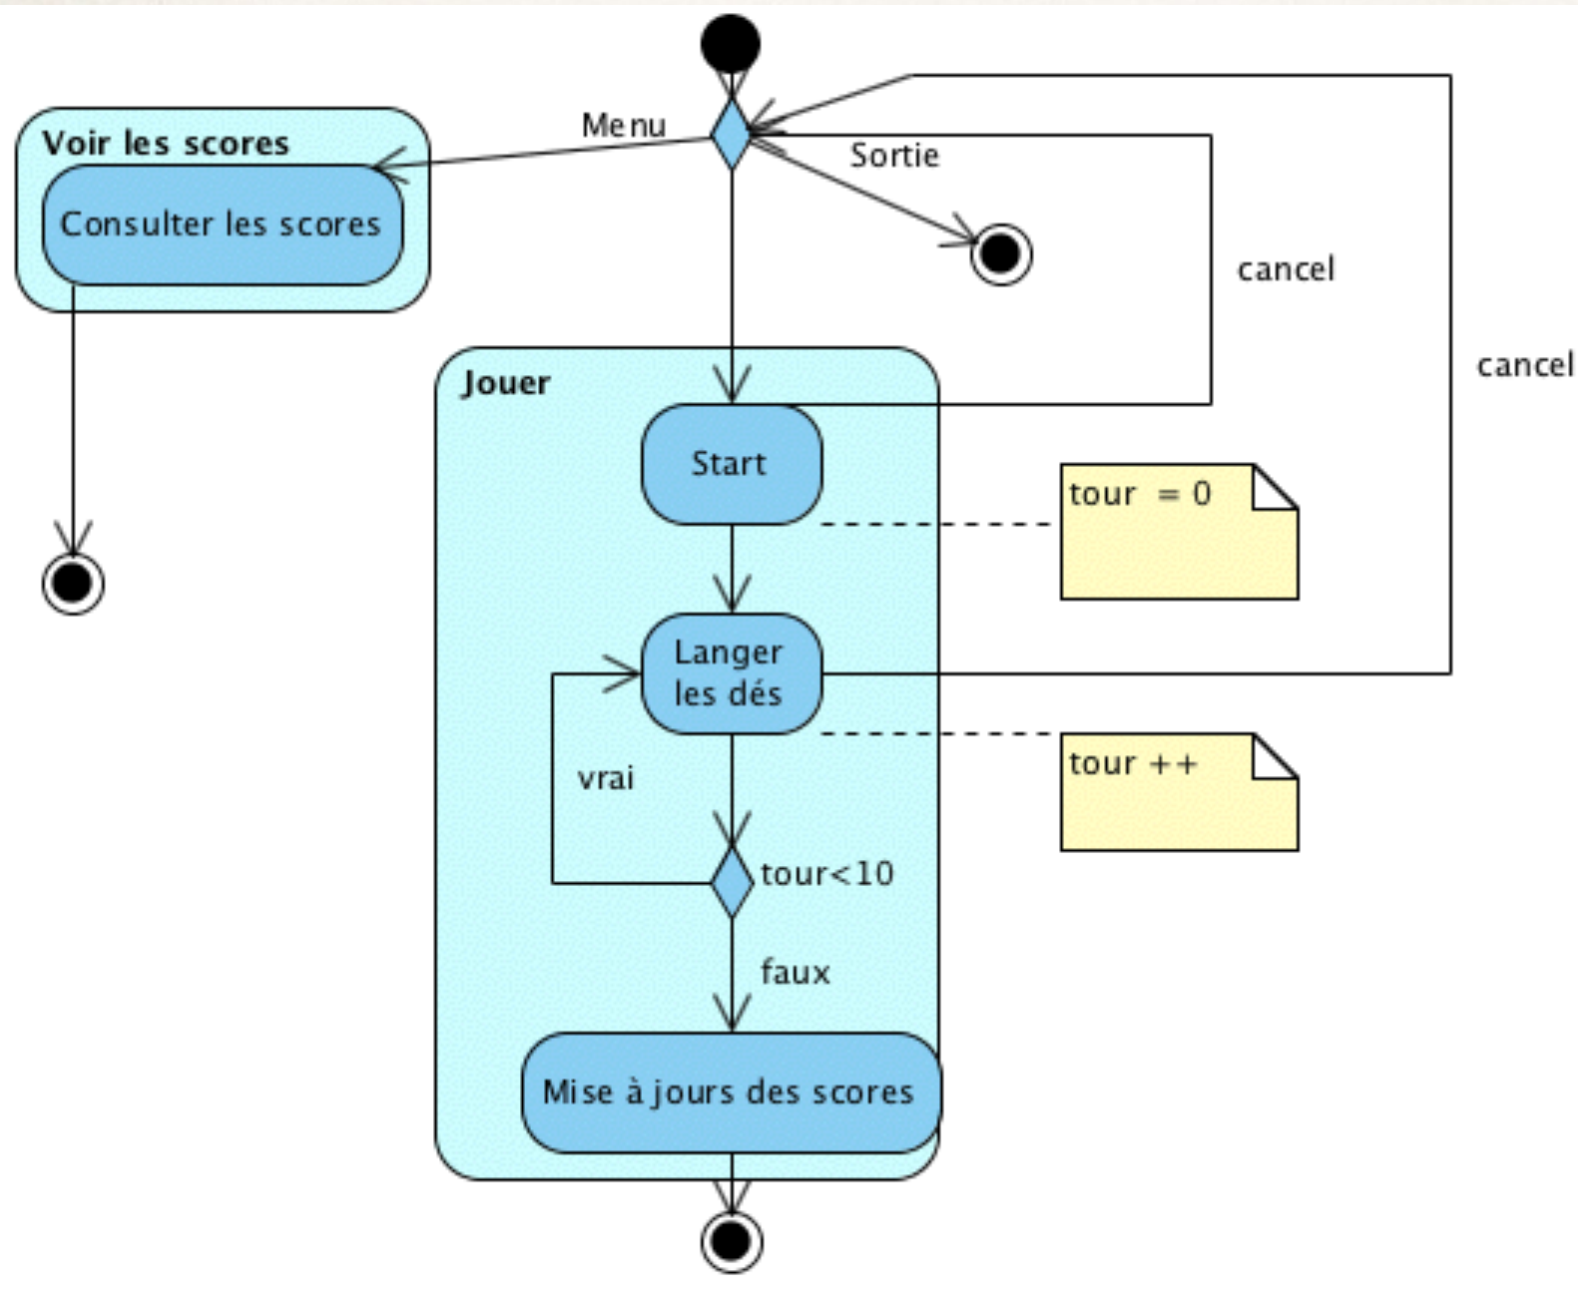 Menu
Voir les scores
Sortie
Consulter les scores
cancel
cancel
Jouer
Start
tour = 0
Langer
les dés
vrai
tour ++
tour<10
faux
Mise à jours des scores